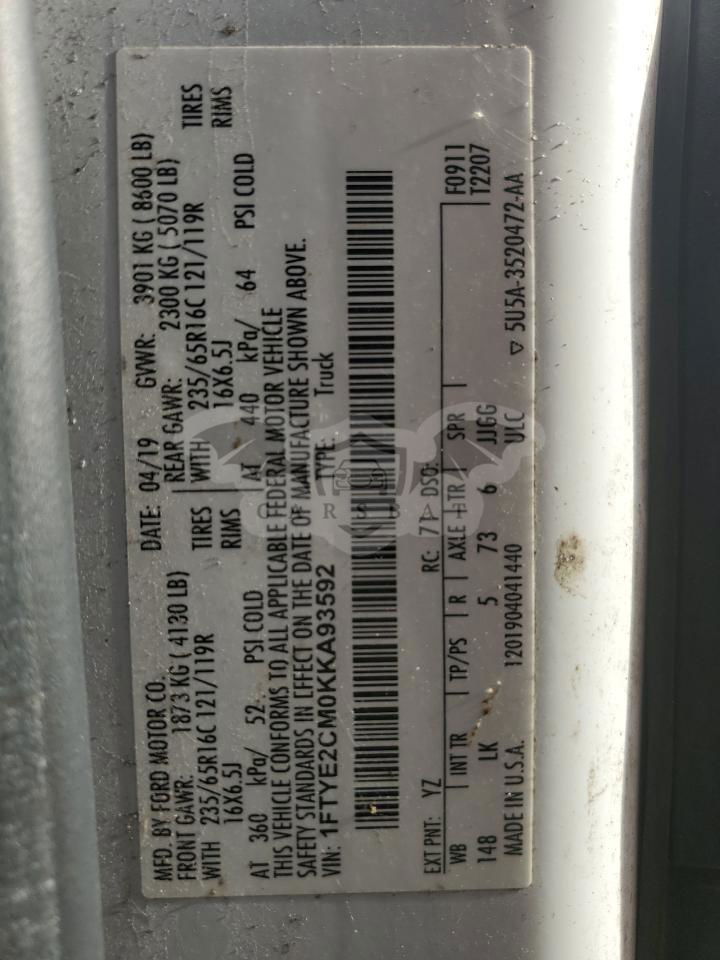 MFD. BY FORD MOTOR CO. DATE: 04/19 GVWR: 3901 KG ( 8600 LB)
FRONT GAWR: 1873 KG ( 4130 LB) REAR GAWR: 2300 KG ( 5070 LB)
WITH 235/65R16C 121/119R TIRES WITH 235/65R16C 121/119R TIRES
16X6.5J RIMS 16X6.5J RIMS
AT 360 kPa/ 52 PSI COLD AT 440 kPa/ 64 PSI COLD
THIS VEHICLE CONFORMS TO ALL APPLICABLE FEDERAL MOTOR VEHICLE
SAFETY STANDARDS IN EFFECT ON THE DATE OF MANUFACTURE SHOWN ABOVE.
VIN: 1FTYE2CM0KKA93592 TYPE: Truck
EXT PNT: YZ RC: 71 DSO: F0911
WB INT TR TP/PS R AXLE TR SPR T2207
148 LK 5 73 6 JJGG
MADE IN U.S.A. 1201904041440 ULC
▽ 5U5A-3520472-AA